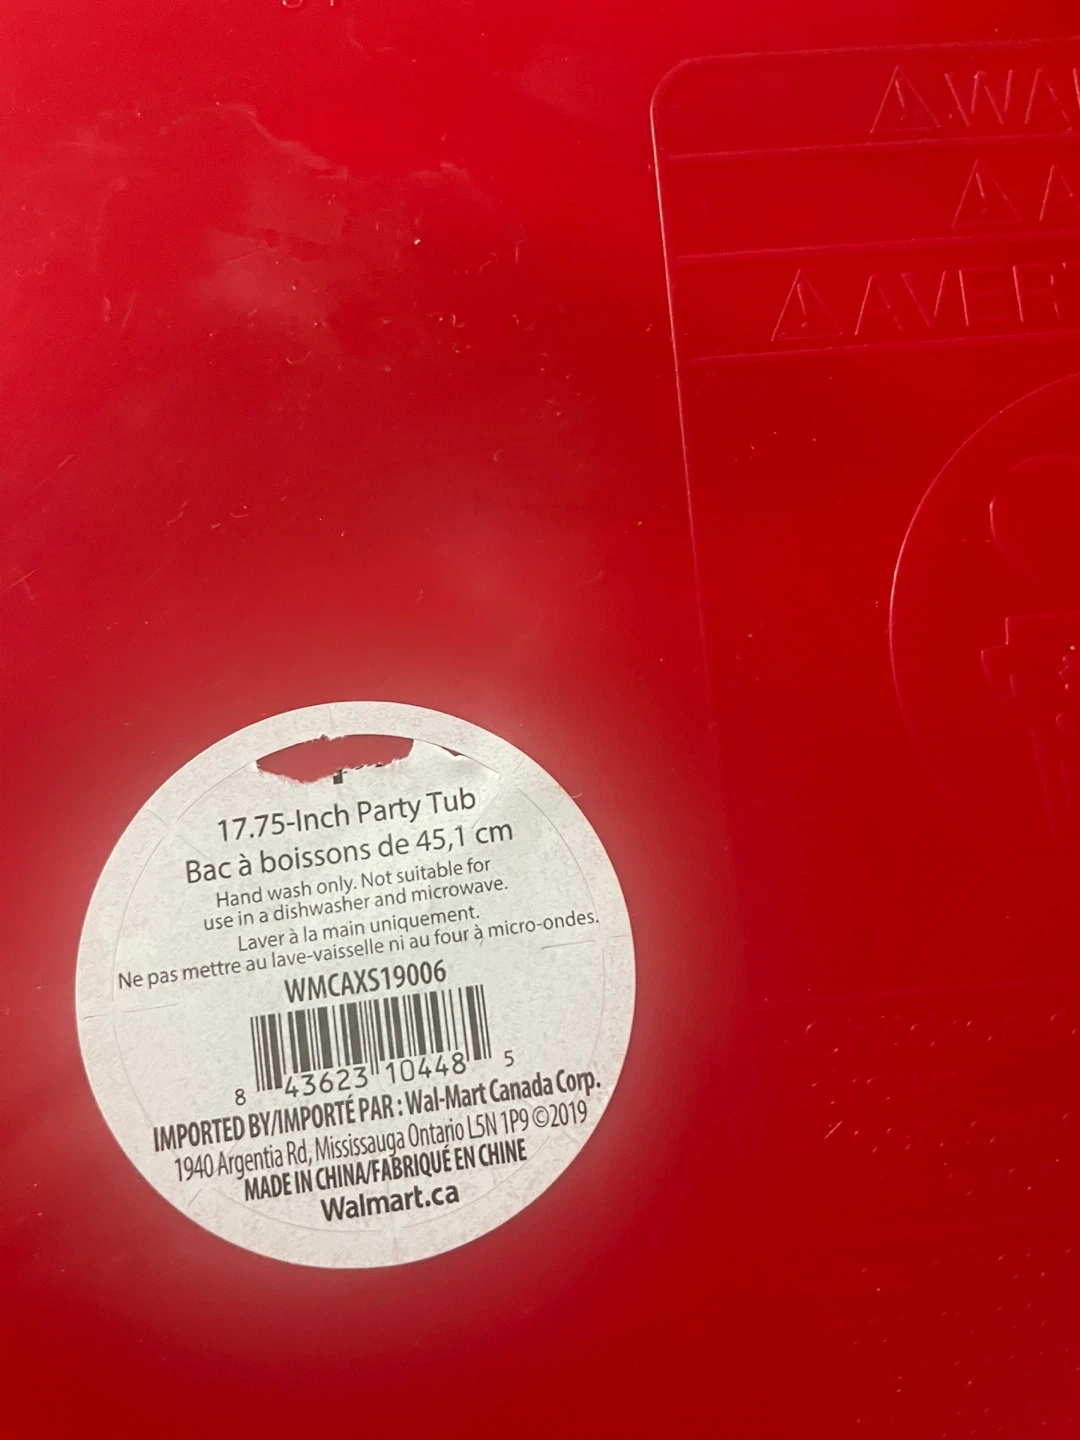 17.75-Inch Party Tub
Bac à boissons de 45,1 cm
Hand wash only. Not suitable for
use in a dishwasher and microwave.
Laver à la main uniquement.
Ne pas mettre au lave-vaisselle ni au four à micro-ondes.
WMCAXS19006
8 43623 10448 5
IMPORTED BY/IMPORTÉ PAR : Wal-Mart Canada Corp.
1940 Argentia Rd, Mississauga Ontario L5N 1P9 ©2019
MADE IN CHINA/FABRIQUÉ EN CHINE
Walmart.ca